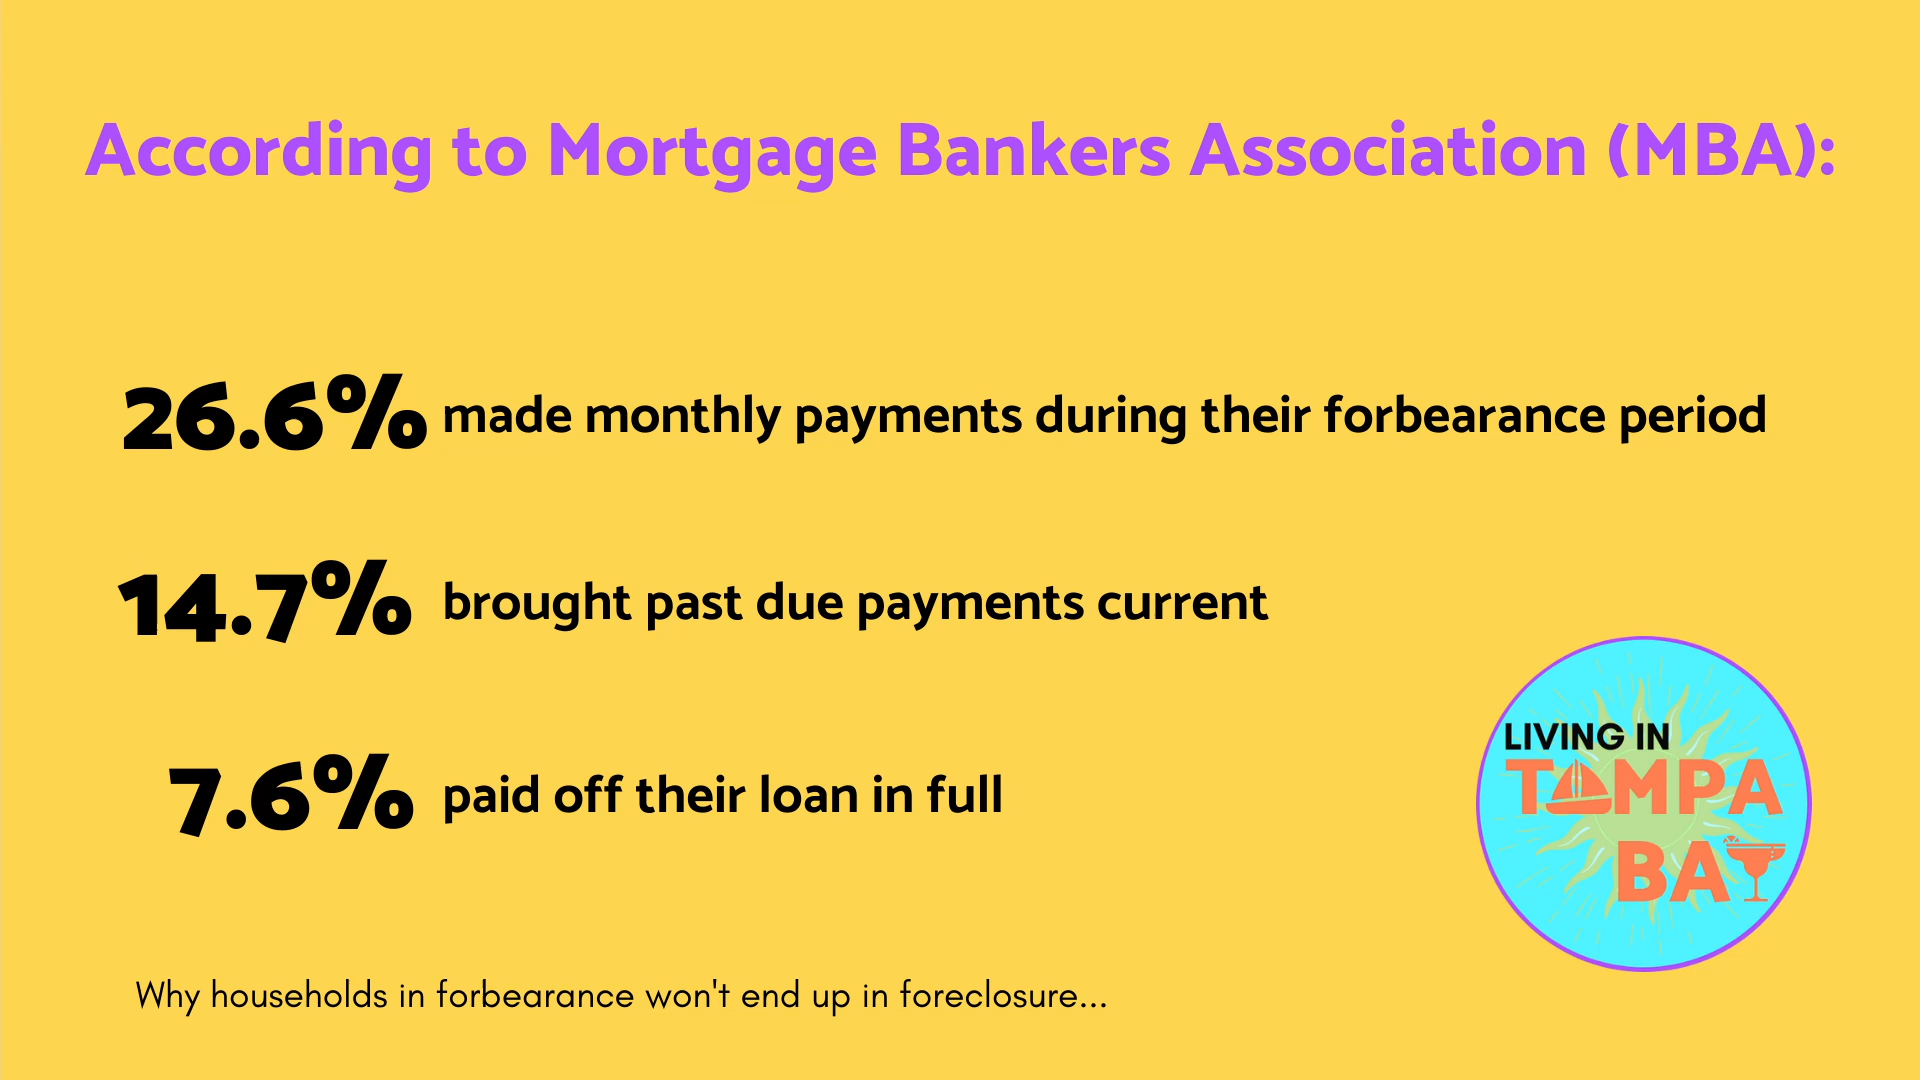 According to Mortgage Bankers Association (MBA):
26.6% made monthly payments during their forbearance period
14.7% brought past due payments current
7.6% paid off their loan in full
LIVING IN
TAMPA
BAY
Why households in forbearance won't end up in foreclosure...